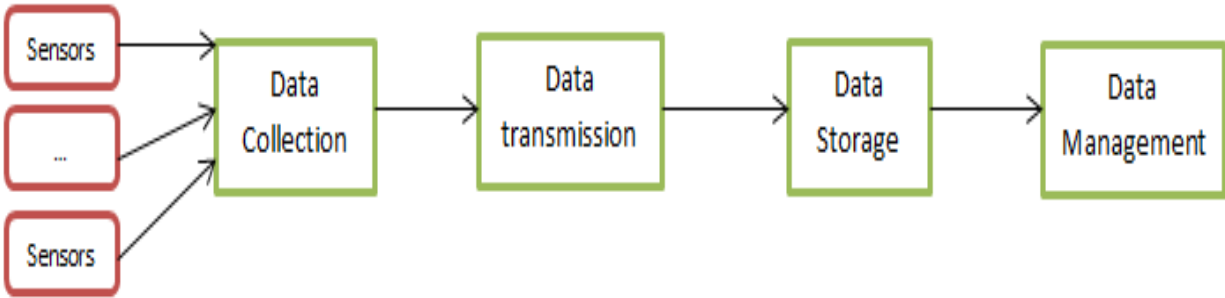 Sensors
...
Sensors
Data
Collection
Data
transmission
Data
Storage
Data
Management